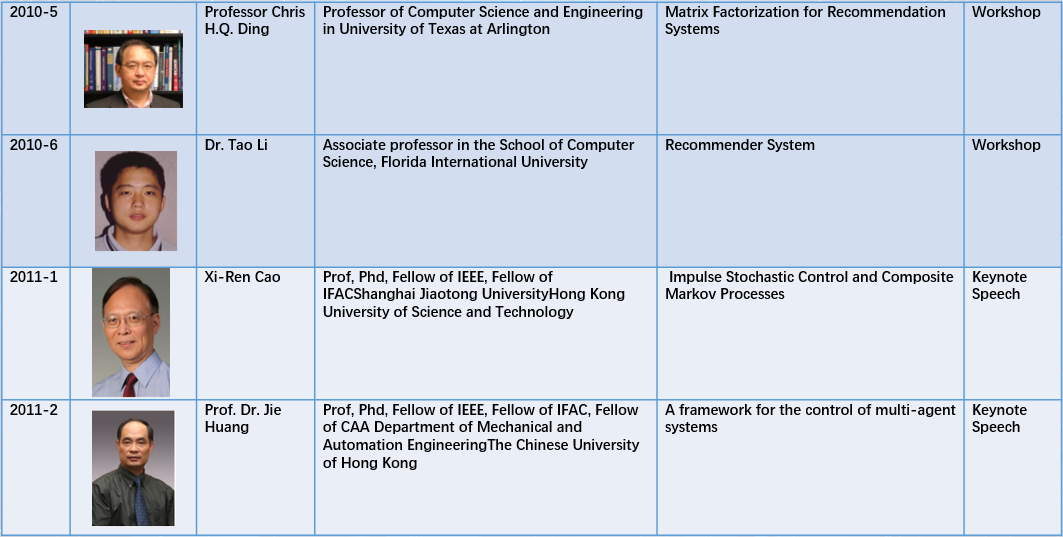 2010-5
Professor Chris
H.Q. Ding
Professor of Computer Science and Engineering
in University of Texas at Arlington
Matrix Factorization for Recommendation
Systems
Workshop
2010-6
Dr. Tao Li
Associate professor in the School of Computer
Science, Florida International University
Recommender System
Workshop
2011-1
Xi-Ren Cao
Prof, Phd, Fellow of IEEE, Fellow of
IFACShanghai Jiaotong UniversityHong Kong
University of Science and Technology
Impulse Stochastic Control and Composite
Markov Processes
Keynote
Speech
2011-2
Prof. Dr. Jie
Huang
Prof, Phd, Fellow of IEEE, Fellow of IFAC, Fellow
of CAA Department of Mechanical and
Automation EngineeringThe Chinese University
of Hong Kong
A framework for the control of multi-agent
systems
Keynote
Speech